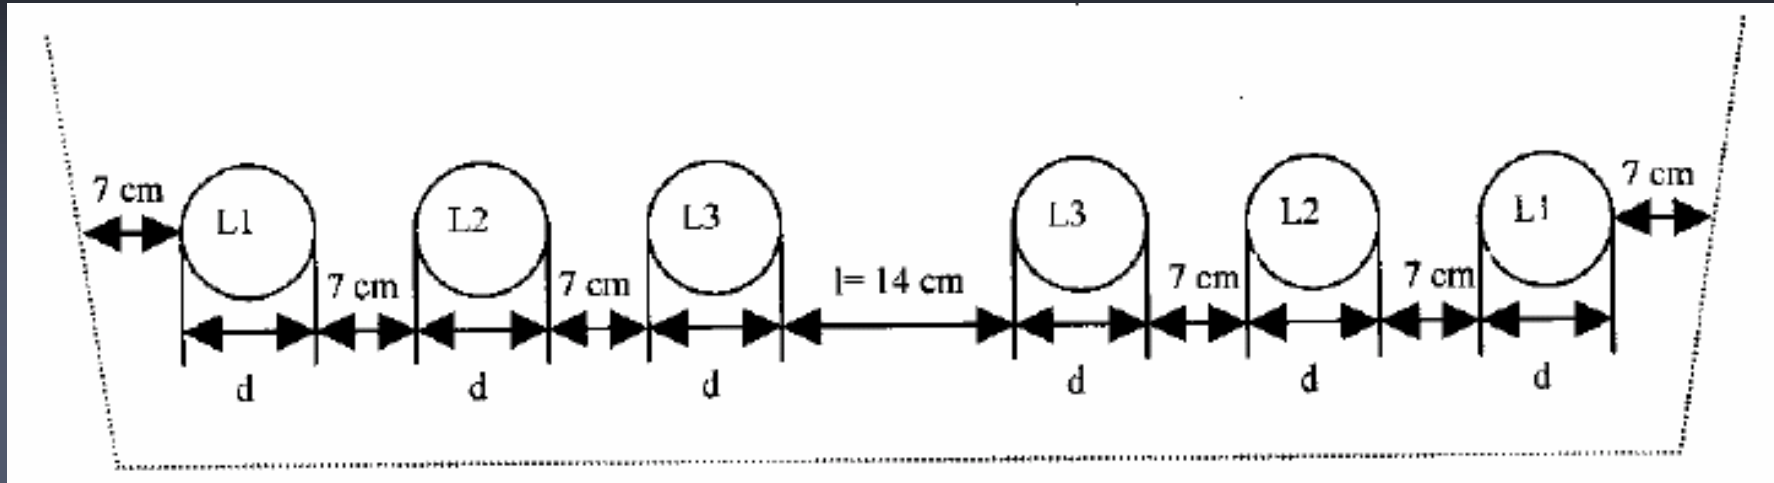 7 cm 7 cm
L1 L2 L3 L3 L2 L1
7 cm 7 cm l= 14 cm 7 cm 7 cm
d d d d d d